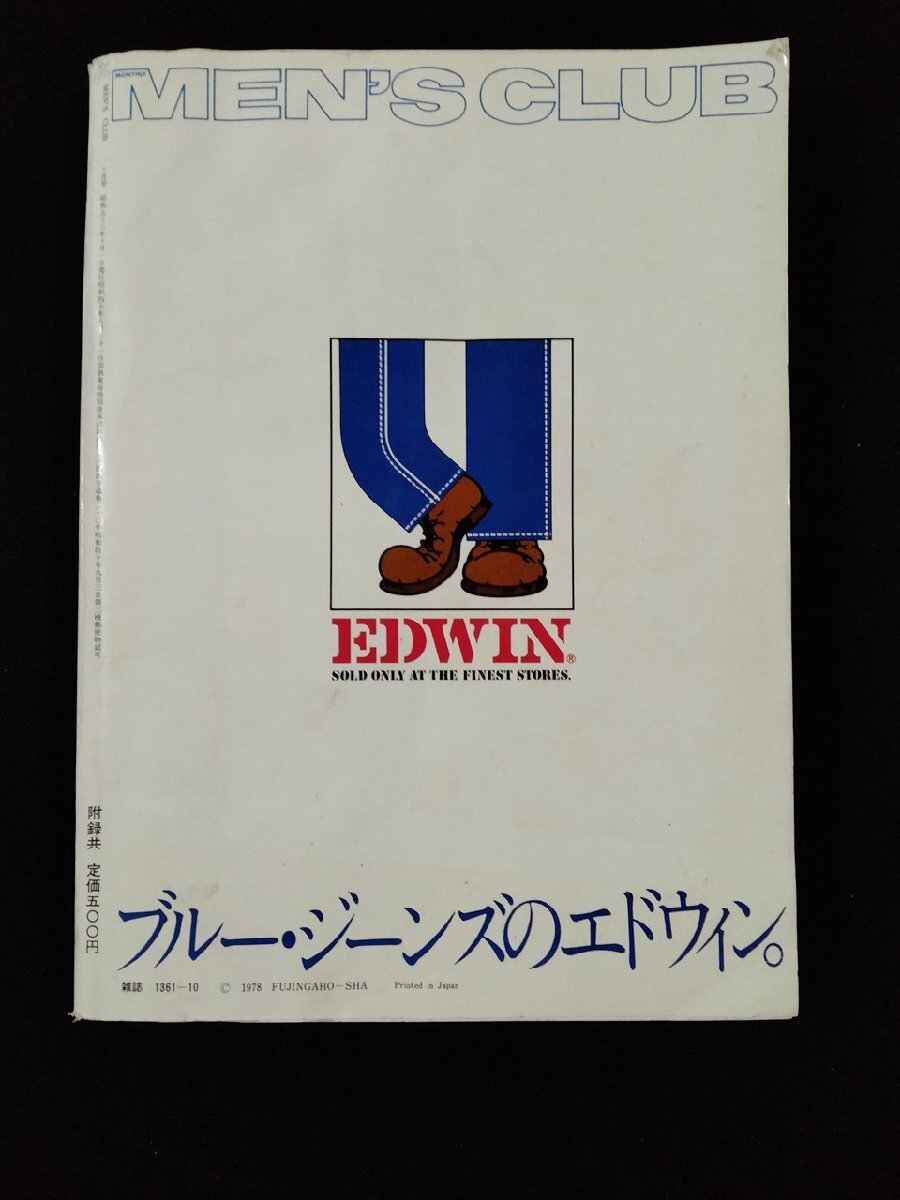 MONTHLY
MEN'S CLUB
EDWIN®
SOLD ONLY AT THE FINEST STORES.
ブルー・ジーンズのエドウィン。
雑誌 1361-10 © 1978 FUJINGAHO-SHA Printed in Japan
MEN'S CLUB
附録共 定価五〇〇円